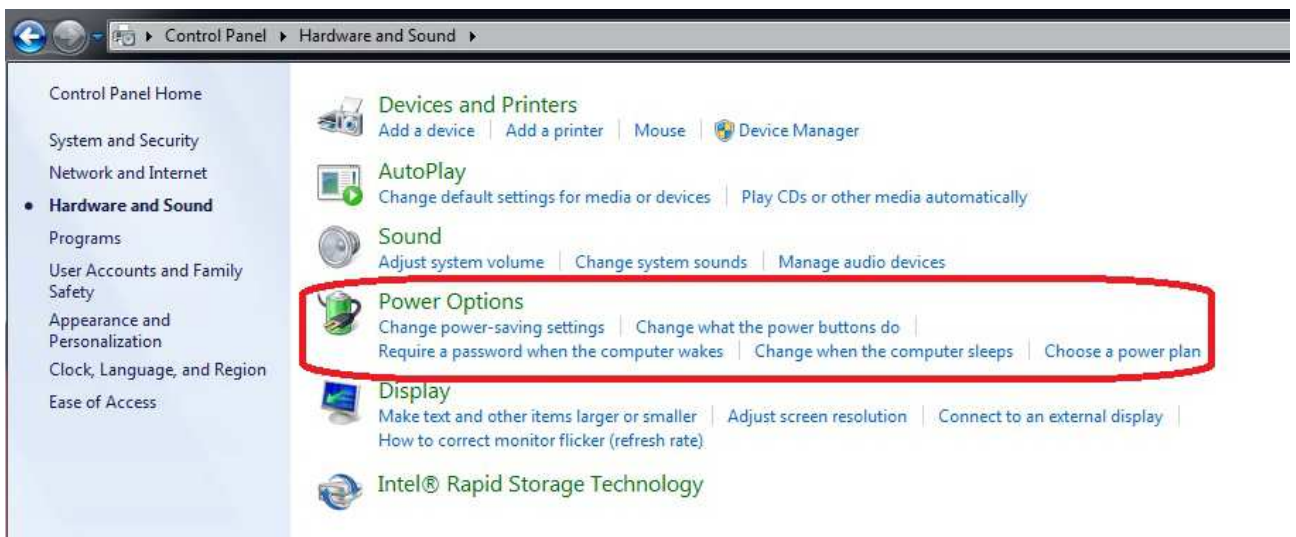 Control Panel Hardware and Sound
Control Panel Home
System and Security
Network and Internet
Hardware and Sound
Programs
User Accounts and Family
Safety
Appearance and
Personalization
Clock, Language, and Region
Ease of Access
Devices and Printers
Add a device Add a printer Mouse Device Manager
AutoPlay
Change default settings for media or devices Play CDs or other media automatically
Sound
Adjust system volume Change system sounds Manage audio devices
Power Options
Change power-saving settings Change what the power buttons do
Require a password when the computer wakes Change when the computer sleeps Choose a power plan
Display
Make text and other items larger or smaller Adjust screen resolution Connect to an external display
How to correct monitor flicker (refresh rate)
Intel® Rapid Storage Technology